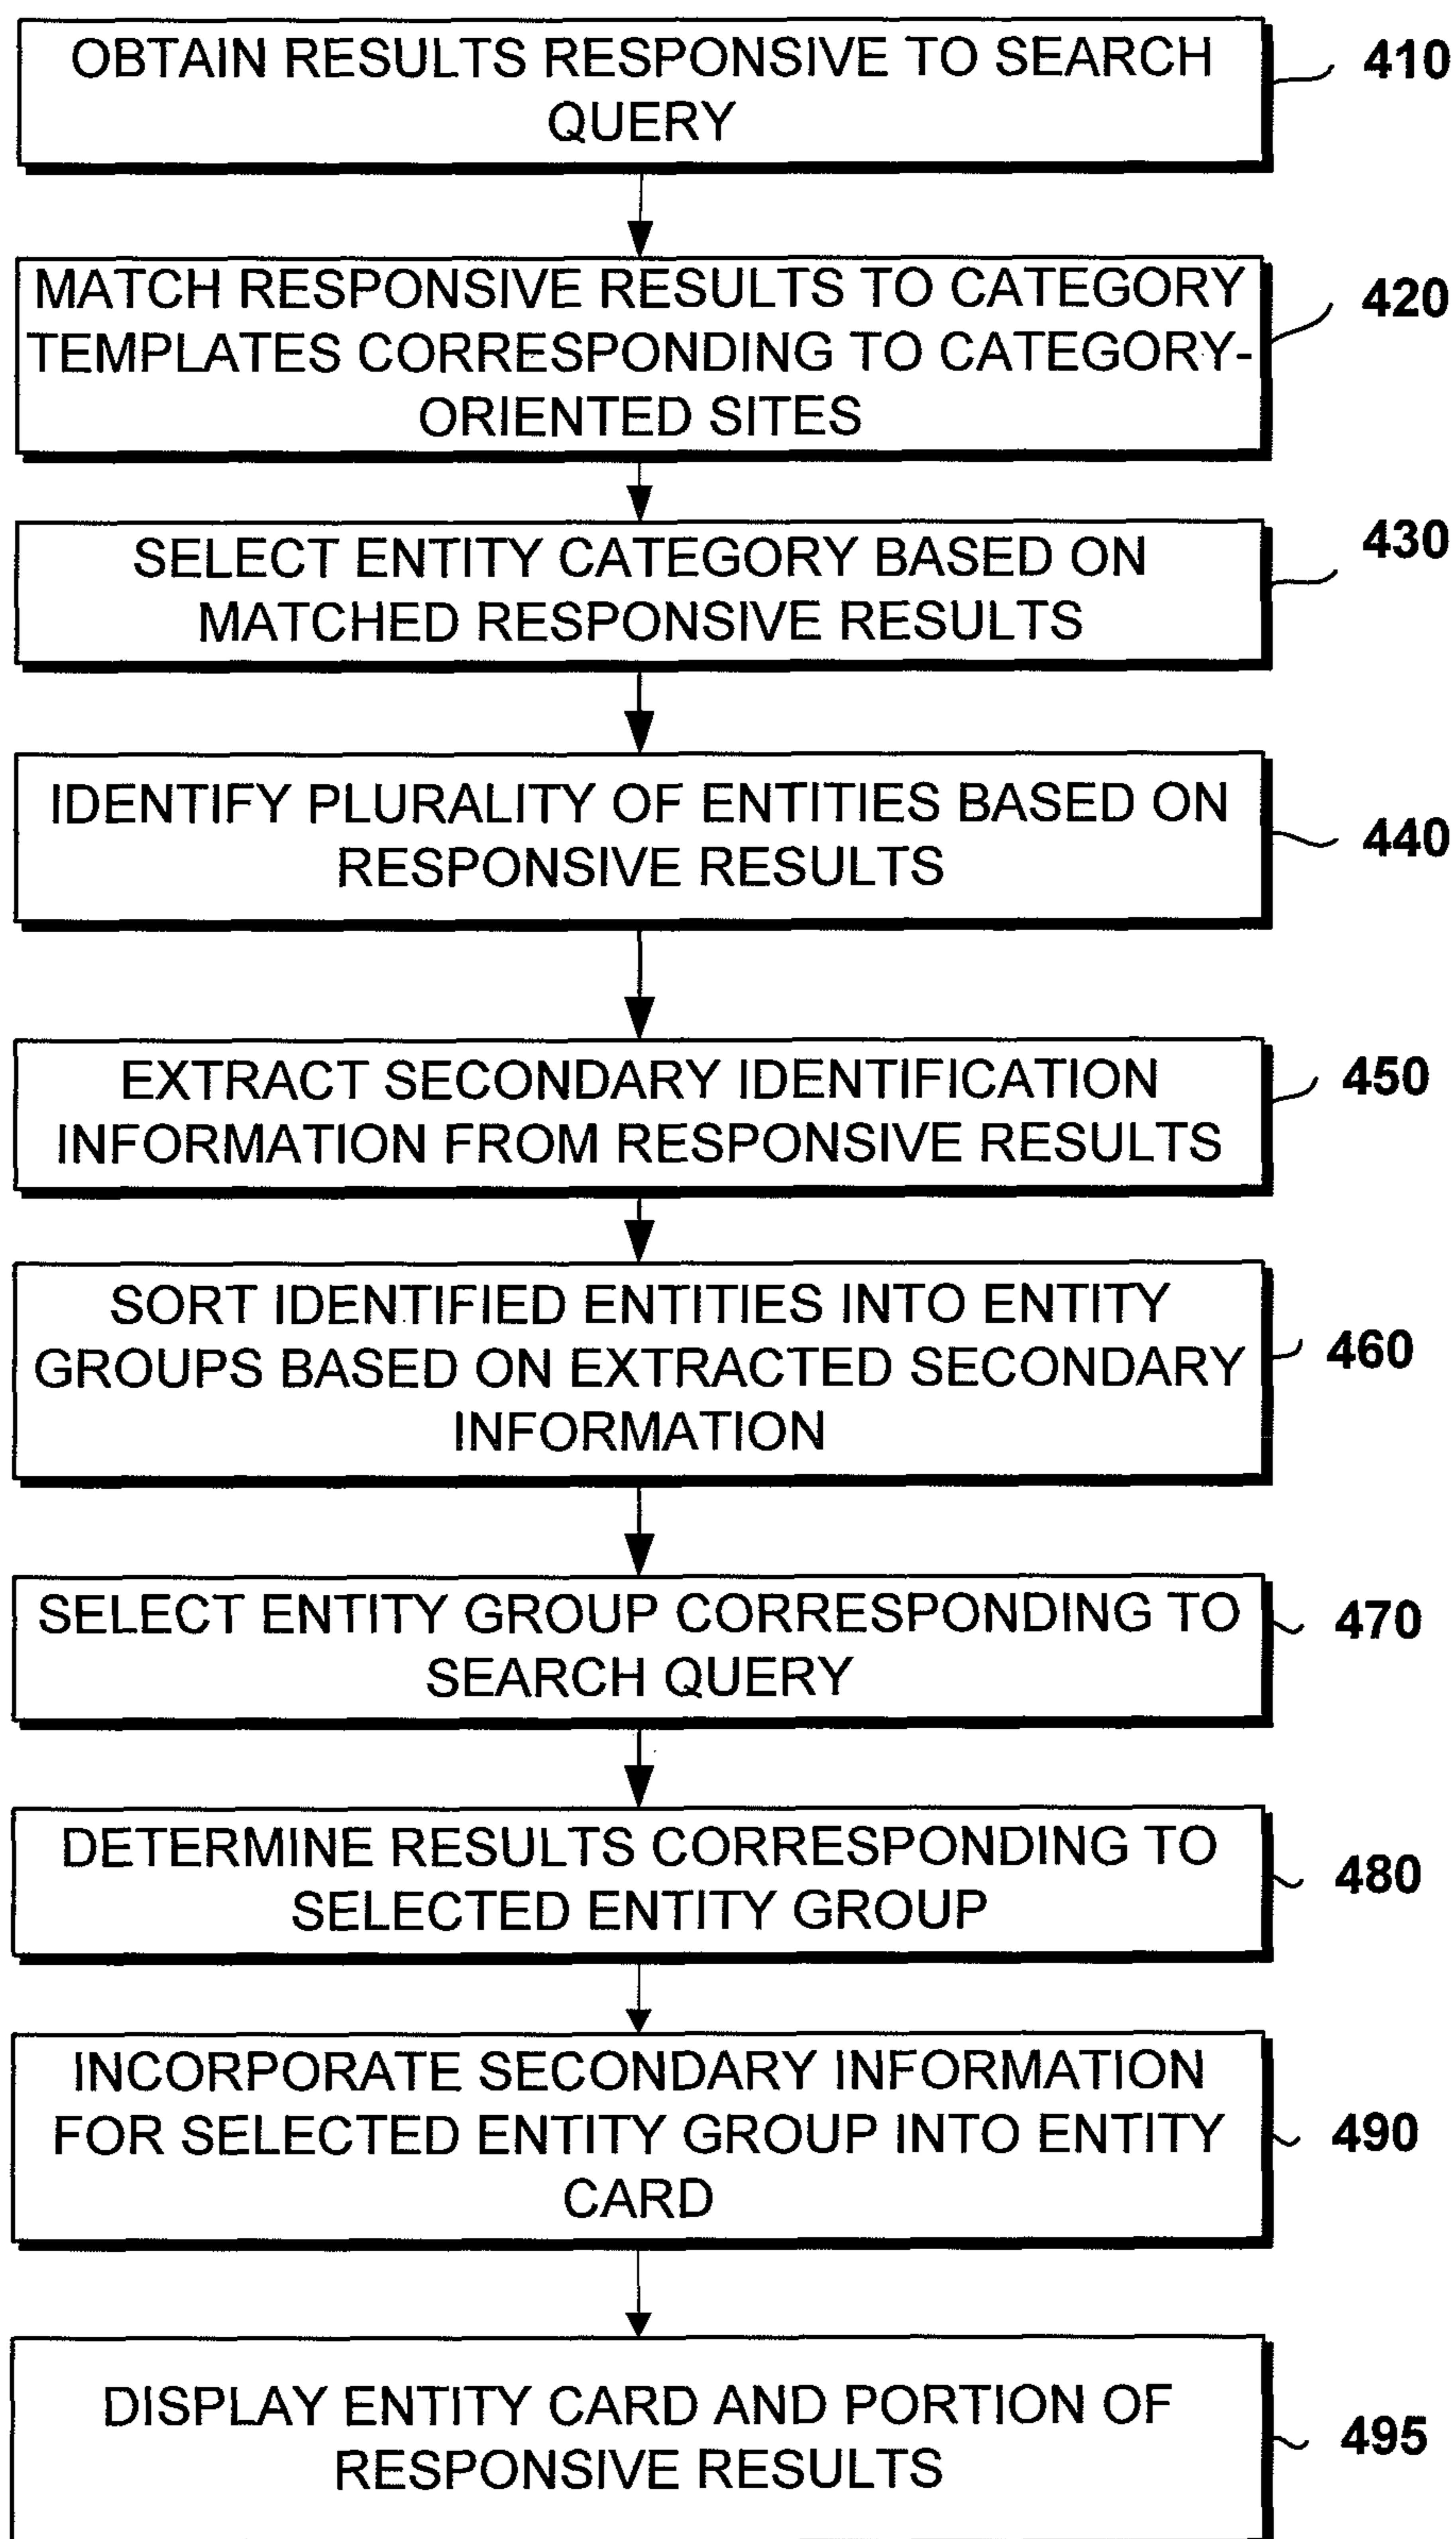 OBTAIN RESULTS RESPONSIVE TO SEARCH
QUERY
410
MATCH RESPONSIVE RESULTS TO CATEGORY
TEMPLATES CORRESPONDING TO CATEGORY-
ORIENTED SITES
420
SELECT ENTITY CATEGORY BASED ON
MATCHED RESPONSIVE RESULTS
430
IDENTIFY PLURALITY OF ENTITIES BASED ON
RESPONSIVE RESULTS
440
EXTRACT SECONDARY IDENTIFICATION
INFORMATION FROM RESPONSIVE RESULTS
450
SORT IDENTIFIED ENTITIES INTO ENTITY
GROUPS BASED ON EXTRACTED SECONDARY
INFORMATION
460
SELECT ENTITY GROUP CORRESPONDING TO
SEARCH QUERY
470
DETERMINE RESULTS CORRESPONDING TO
SELECTED ENTITY GROUP
480
INCORPORATE SECONDARY INFORMATION
FOR SELECTED ENTITY GROUP INTO ENTITY
CARD
490
DISPLAY ENTITY CARD AND PORTION OF
RESPONSIVE RESULTS
495